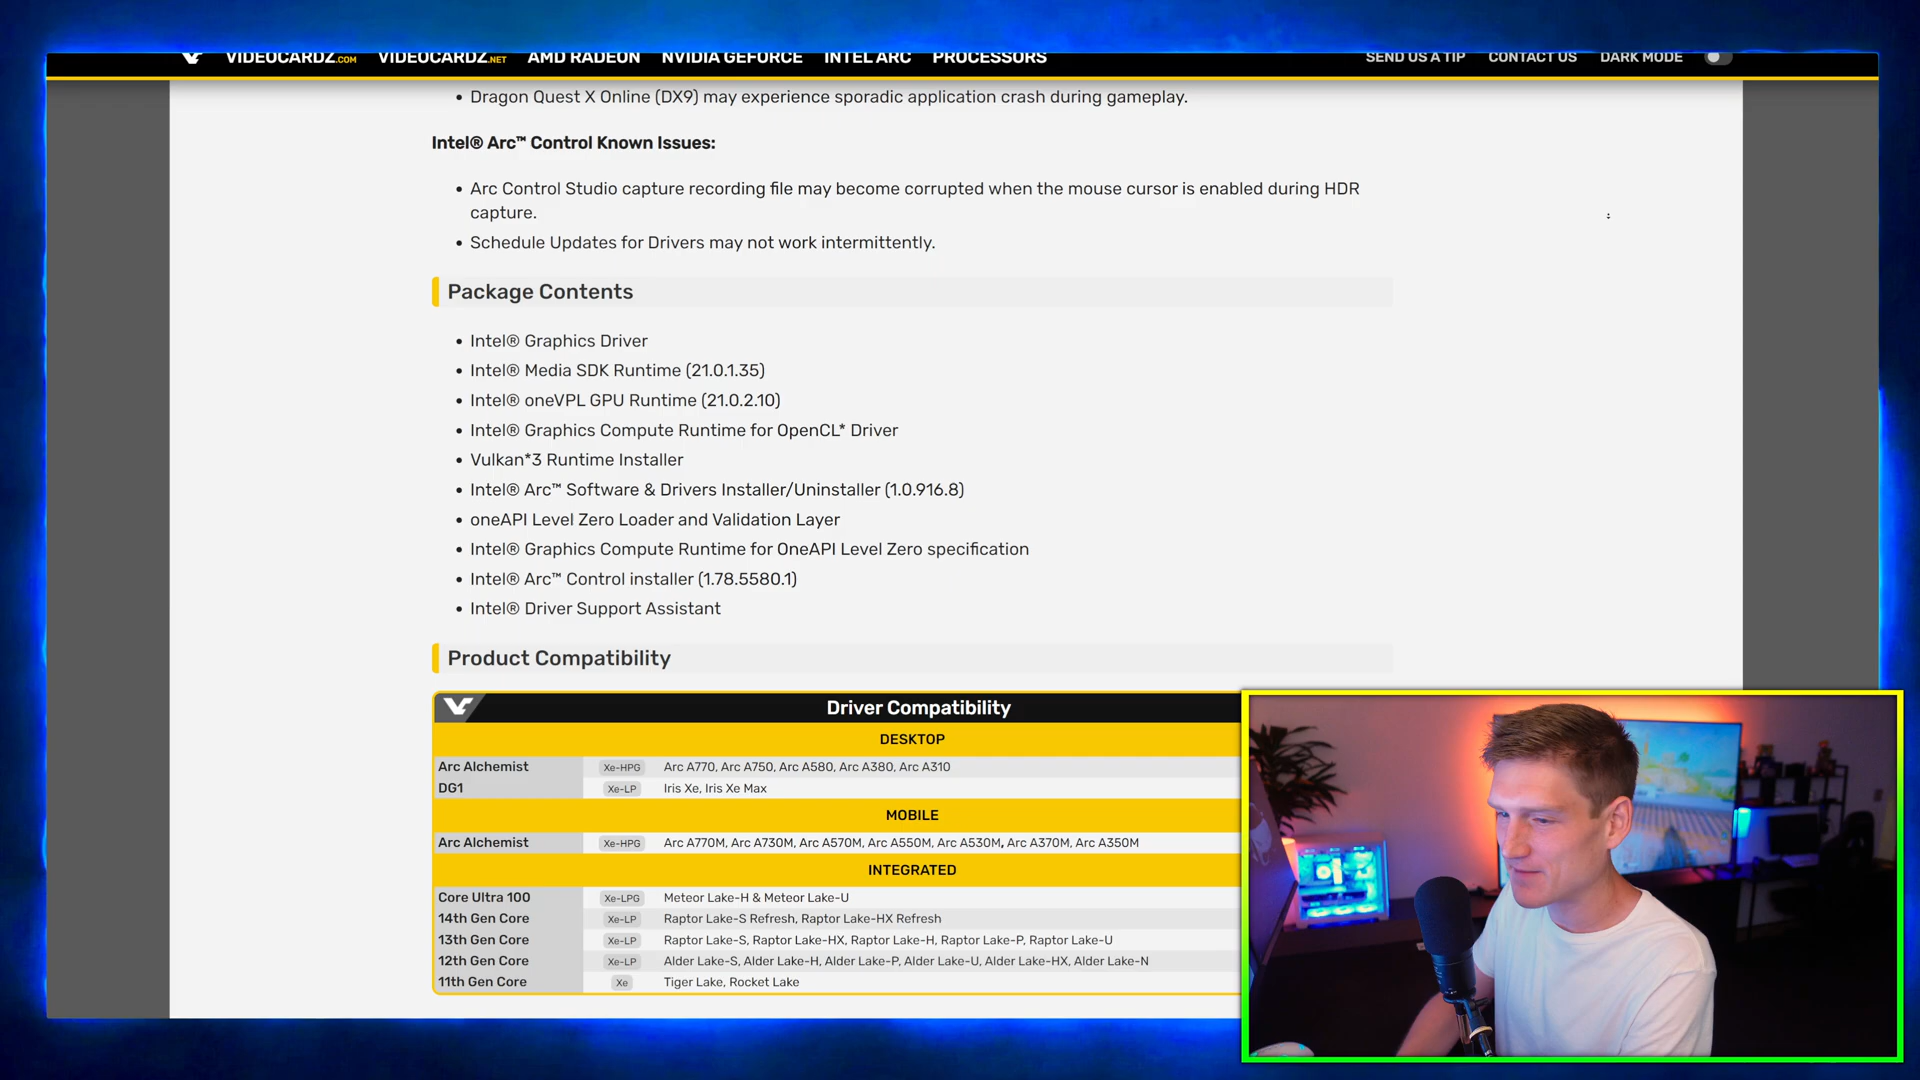 VIDEOCARDZ.COM VIDEOCARDZ.NET AMD RADEON NVIDIA GEFORCE INTEL ARC PROCESSORS SEND US A TIP CONTACT US DARK MODE
• Dragon Quest X Online (DX9) may experience sporadic application crash during gameplay.
Intel® Arc™ Control Known Issues:
• Arc Control Studio capture recording file may become corrupted when the mouse cursor is enabled during HDR
capture.
• Schedule Updates for Drivers may not work intermittently.
Package Contents
• Intel® Graphics Driver
• Intel® Media SDK Runtime (21.0.1.35)
• Intel® oneVPL GPU Runtime (21.0.2.10)
• Intel® Graphics Compute Runtime for OpenCL* Driver
• Vulkan*3 Runtime Installer
• Intel® Arc™ Software & Drivers Installer/Uninstaller (1.0.916.8)
• oneAPI Level Zero Loader and Validation Layer
• Intel® Graphics Compute Runtime for OneAPI Level Zero specification
• Intel® Arc™ Control installer (1.78.5580.1)
• Intel® Driver Support Assistant
Product Compatibility
Driver Compatibility
DESKTOP
Arc Alchemist Xe-HPG Arc A770, Arc A750, Arc A580, Arc A380, Arc A310
DG1 Xe-LP Iris Xe, Iris Xe Max
MOBILE
Arc Alchemist Xe-HPG Arc A770M, Arc A730M, Arc A570M, Arc A550M, Arc A530M, Arc A370M, Arc A350M
INTEGRATED
Core Ultra 100 Xe-LPG Meteor Lake-H & Meteor Lake-U
14th Gen Core Xe-LP Raptor Lake-S Refresh, Raptor Lake-HX Refresh
13th Gen Core Xe-LP Raptor Lake-S, Raptor Lake-HX, Raptor Lake-H, Raptor Lake-P, Raptor Lake-U
12th Gen Core Xe-LP Alder Lake-S, Alder Lake-H, Alder Lake-P, Alder Lake-U, Alder Lake-HX, Alder Lake-N
11th Gen Core Xe Tiger Lake, Rocket Lake